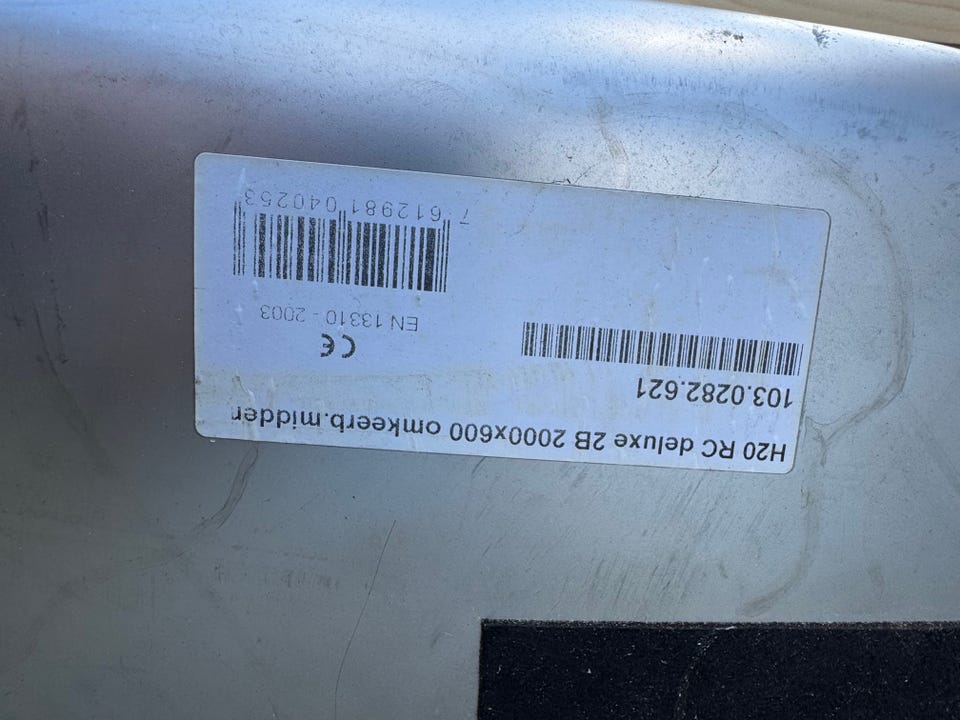 H20 RC deluxe 2B 2000x600 omkeerb.midder
103.0282.621
CE
EN 13310 - 2003
7 612981 040253